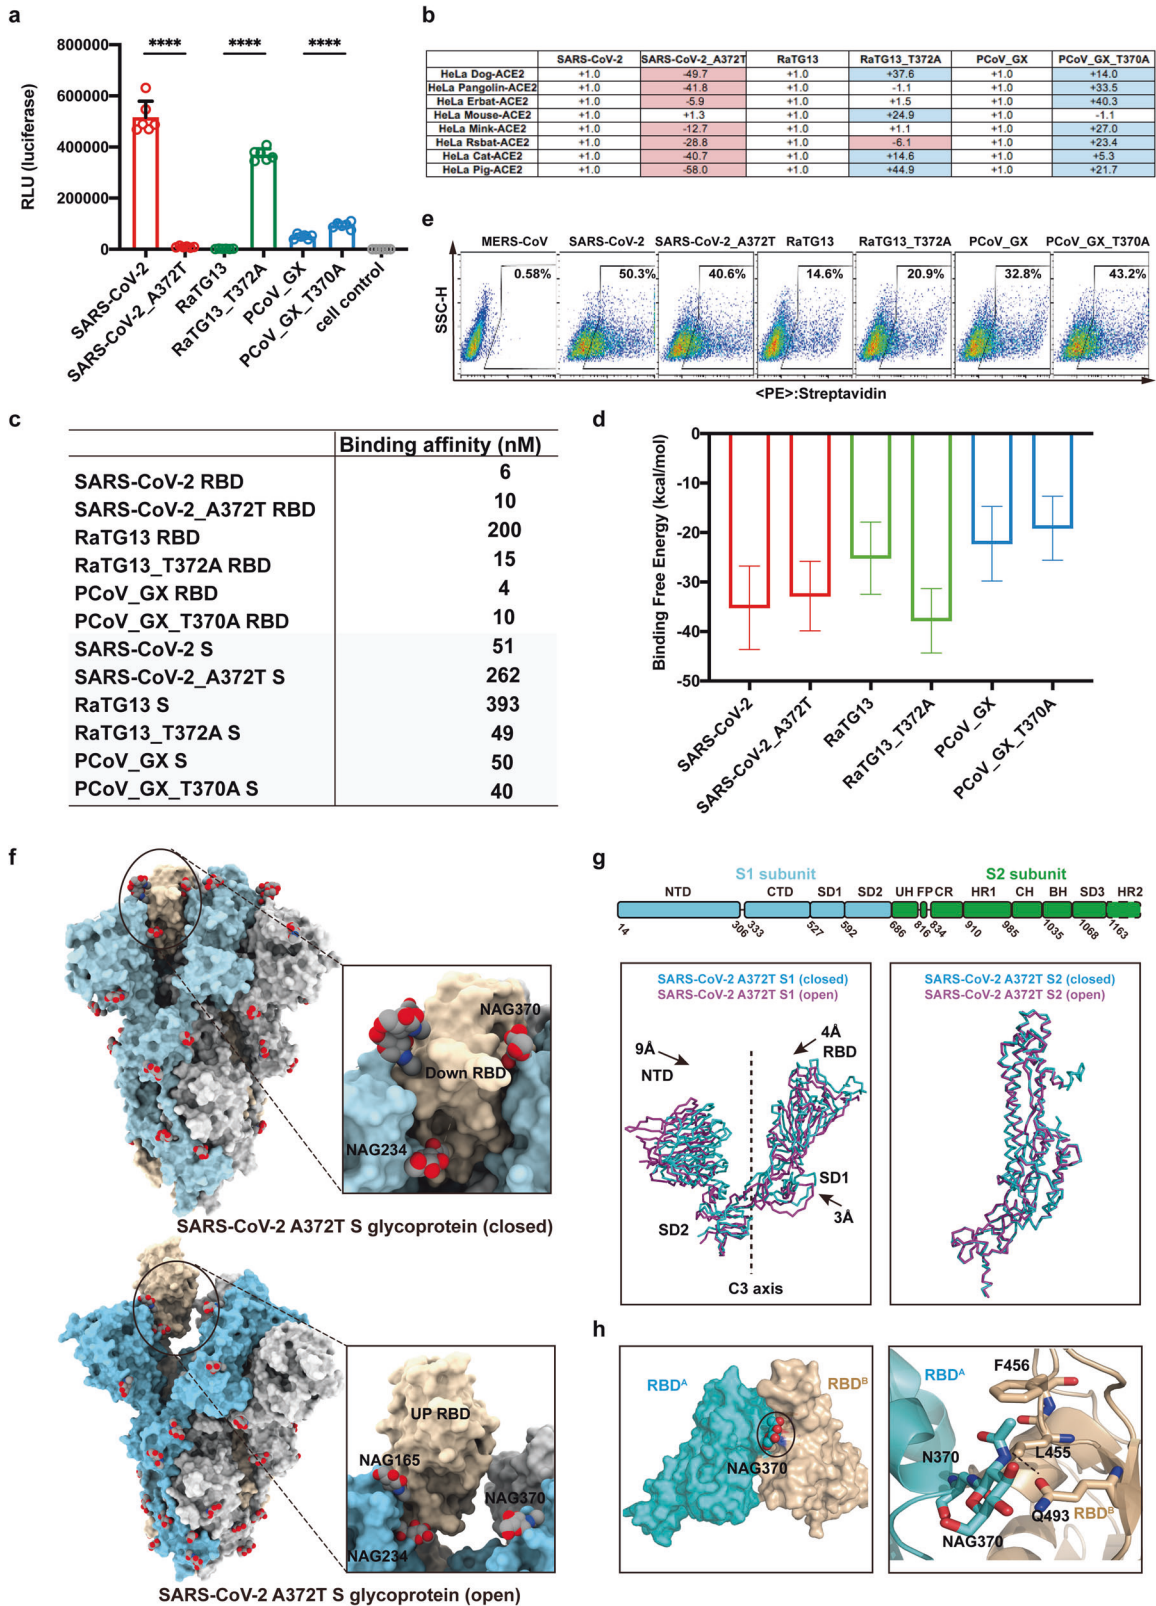 a
RLU (luciferase)
800000
600000
400000
200000
0
**** **** ****
SARS-CoV-2
SARS-CoV-2_A372T
RaTG13
RaTG13_T372A
PCoV_GX
PCoV_GX_T370A
cell control
b
SARS-CoV-2 SARS-CoV-2_A372T RaTG13 RaTG13_T372A PCoV_GX PCoV_GX_T370A
HeLa Dog-ACE2 +1.0 -49.7 +1.0 +37.6 +1.0 +14.0
HeLa Pangolin-ACE2 +1.0 -41.8 +1.0 -1.1 +1.0 +33.5
HeLa Erbat-ACE2 +1.0 -5.9 +1.0 +1.5 +1.0 +40.3
HeLa Mouse-ACE2 +1.0 +1.3 +1.0 +24.9 +1.0 -1.1
HeLa Mink-ACE2 +1.0 -12.7 +1.0 +1.1 +1.0 +27.0
HeLa Rsbat-ACE2 +1.0 -28.8 +1.0 -6.1 +1.0 +23.4
HeLa Cat-ACE2 +1.0 -40.7 +1.0 +14.6 +1.0 +5.3
HeLa Pig-ACE2 +1.0 -58.0 +1.0 +44.9 +1.0 +21.7
e
MERS-CoV SARS-CoV-2 SARS-CoV-2_A372T RaTG13 RaTG13_T372A PCoV_GX PCoV_GX_T370A
0.58% 50.3% 40.6% 14.6% 20.9% 32.8% 43.2%
SSC-H
<PE>:Streptavidin
c
Binding affinity (nM)
SARS-CoV-2 RBD 6
SARS-CoV-2_A372T RBD 10
RaTG13 RBD 200
RaTG13_T372A RBD 15
PCoV_GX RBD 4
PCoV_GX_T370A RBD 10
SARS-CoV-2 S 51
SARS-CoV-2_A372T S 262
RaTG13 S 393
RaTG13_T372A S 49
PCoV_GX S 50
PCoV_GX_T370A S 40
d
Binding Free Energy (kcal/mol)
0
-10
-20
-30
-40
-50
SARS-CoV-2
SARS-CoV-2_A372T
RaTG13
RaTG13_T372A
PCoV_GX
PCoV_GX_T370A
f
NAG370
Down RBD
NAG234
SARS-CoV-2 A372T S glycoprotein (closed)
UP RBD
NAG165
NAG370
NAG234
SARS-CoV-2 A372T S glycoprotein (open)
g
S1 subunit S2 subunit
NTD CTD SD1 SD2 UH FP CR HR1 CH BH SD3 HR2
14 306 333 527 592 686 816 834 910 985 1035 1068 1163
SARS-CoV-2 A372T S1 (closed)
SARS-CoV-2 A372T S1 (open)
9Å
NTD
4Å
RBD
SD1
3Å
SD2
C3 axis
SARS-CoV-2 A372T S2 (closed)
SARS-CoV-2 A372T S2 (open)
h
RBDᴬ
RBDᴮ
NAG370
RBDᴬ
F456
N370
L455
Q493
RBDᴮ
NAG370